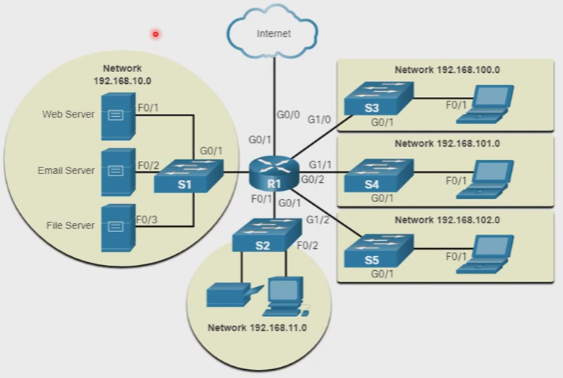 Internet
Network
192.168.10.0
Web Server
F0/1
Email Server
F0/2
File Server
F0/3
G0/1
S1
G0/0
G0/1
G1/0
G1/1
G0/2
R1
F0/1
G0/1
G1/2
S2
F0/2
Network 192.168.11.0
Network 192.168.100.0
S3
G0/1
F0/1
Network 192.168.101.0
S4
G0/1
F0/1
Network 192.168.102.0
S5
G0/1
F0/1